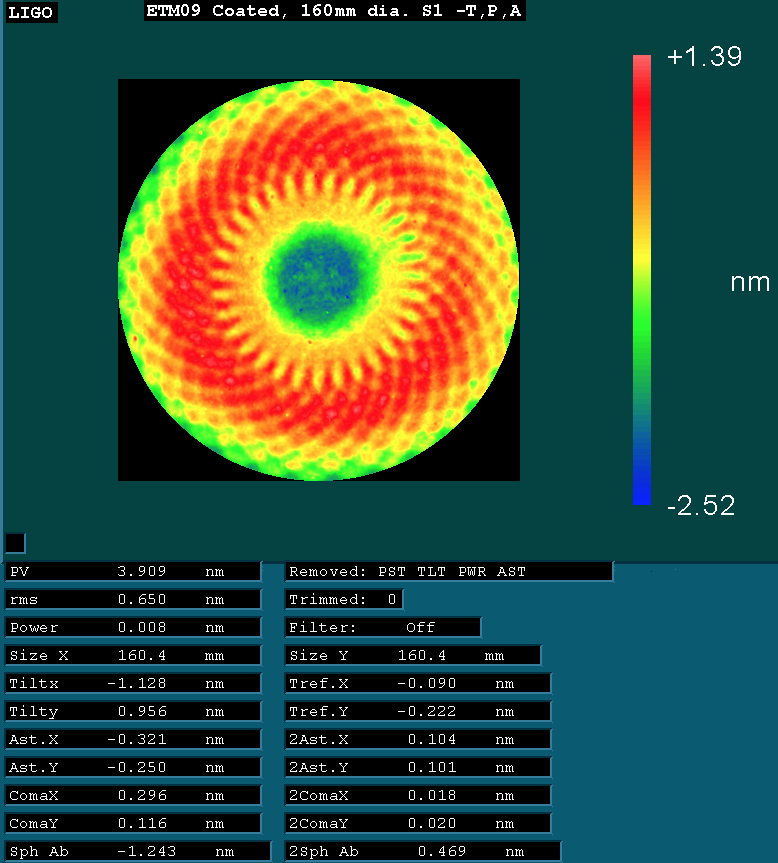 LIGO
ETM09 Coated, 160mm dia. S1 -T,P,A
+1.39
nm
-2.52
PV 3.909 nm Removed: PST TLT PWR AST
rms 0.650 nm Trimmed: 0
Power 0.008 nm Filter: Off
Size X 160.4 mm Size Y 160.4 mm
Tiltx -1.128 nm Tref.X -0.090 nm
Tilty 0.956 nm Tref.Y -0.222 nm
Ast.X -0.321 nm 2Ast.X 0.104 nm
Ast.Y -0.250 nm 2Ast.Y 0.101 nm
ComaX 0.296 nm 2ComaX 0.018 nm
ComaY 0.116 nm 2ComaY 0.020 nm
Sph Ab -1.243 nm 2Sph Ab 0.469 nm